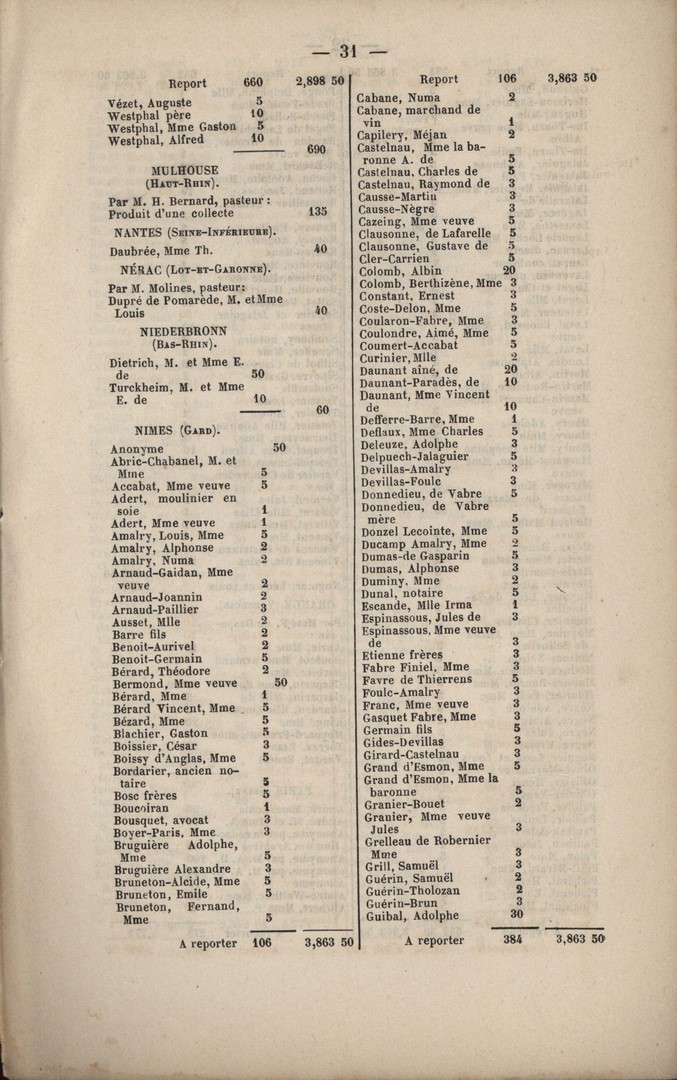 — 31 —
Report 660 2,898 50
Vézet, Auguste 5
Westphal père 10
Westphal, Mme Gaston 5
Westphal, Alfred 10
690
MULHOUSE
(HAUT-RHIN).
Par M. H. Bernard, pasteur :
Produit d'une collecte 135
NANTES (SEINE-INFÉRIEURE).
Daubrée, Mme Th. 40
NÉRAC (LOT-ET-GARONNE).
Par M. Molines, pasteur:
Dupré de Pomarède, M. et Mme
Louis 40
NIEDERBRONN
(BAS-RHIN).
Dietrich, M. et Mme E.
de 50
Turckheim, M. et Mme
E. de 10
60
NIMES (GARD).
Anonyme 50
Abric-Chabanel, M. et
Mme 5
Accabat, Mme veuve 5
Adert, moulinier en
soie 1
Adert, Mme veuve 1
Amalry, Louis, Mme 5
Amalry, Alphonse 2
Amalry, Numa 2
Arnaud-Gaidan, Mme
veuve 2
Arnaud-Joannin 2
Arnaud-Paillier 3
Ausset, Mlle 2
Barre fils 2
Benoit-Aurivel 2
Benoit-Germain 5
Bérard, Théodore 2
Bermond, Mme veuve 50
Bérard, Mme 1
Bérard Vincent, Mme 5
Bézard, Mme 5
Blachier, Gaston 5
Boissier, César 3
Boissy d'Anglas, Mme 5
Bordarier, ancien no-
taire 5
Bosc frères 5
Boucoiran 1
Bousquet, avocat 3
Boyer-Paris, Mme 3
Bruguière Adolphe,
Mme 5
Bruguière Alexandre 3
Bruneton-Alcide, Mme 5
Bruneton, Emile 5
Bruneton, Fernand,
Mme 5
A reporter 106 3,863 50
Report 106 3,863 50
Cabane, Numa 2
Cabane, marchand de
vin 1
Capilery, Méjan 2
Castelnau, Mme la ba-
ronne A. de 5
Castelnau, Charles de 5
Castelnau, Raymond de 3
Causse-Martin 3
Causse-Nègre 3
Cazeing, Mme veuve 5
Clausonne, de Lafarelle 5
Clausonne, Gustave de 5
Cler-Carrien 5
Colomb, Albin 20
Colomb, Berthizène, Mme 3
Constant, Ernest 3
Coste-Delon, Mme 5
Coularon-Fabre, Mme 3
Coulondre, Aimé, Mme 5
Coumert-Accabat 5
Curinier, Mlle 2
Daunant aîné, de 20
Daunant-Paradès, de 10
Daunant, Mme Vincent
de 10
Defferre-Barre, Mme 1
Deflaux, Mme Charles 5
Deleuze, Adolphe 3
Delpuech-Jalaguier 5
Devillas-Amalry 3
Devillas-Foulc 3
Donnedieu, de Vabre 5
Donnedieu, de Vabre
mère 5
Donzel Lecointe, Mme 5
Ducamp Amalry, Mme 2
Dumas-de Gasparin 5
Dumas, Alphonse 3
Duminy, Mme 2
Dunal, notaire 5
Escande, Mlle Irma 1
Espinassous, Jules de 3
Espinassous, Mme veuve
de 3
Etienne frères 3
Fabre Finiel, Mme 3
Favre de Thierrens 5
Foulc-Amalry 3
Franc, Mme veuve 3
Gasquet Fabre, Mme 3
Germain fils 5
Gides-Devillas 3
Girard-Castelnau 3
Grand d'Esmon, Mme 5
Grand d'Esmon, Mme la
baronne 5
Granier-Bouet 2
Granier, Mme veuve
Jules 3
Grelleau de Robernier
Mme 3
Grill, Samuël 3
Guérin, Samuël 2
Guérin-Tholozan 2
Guérin-Brun 3
Guibal, Adolphe 30
A reporter 384 3,863 50